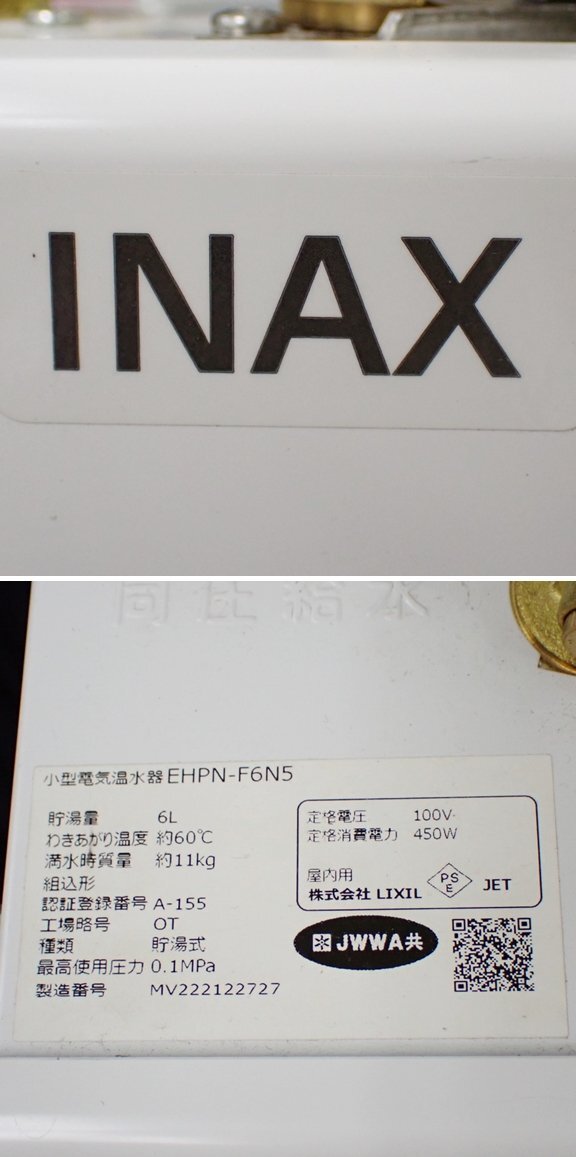 INAX
小型電気温水器 EHPN-F6N5
貯湯量 6L
わきあがり温度 約60℃
満水時質量 約11kg
組込形
認証登録番号 A-155
工場略号 OT
種類 貯湯式
最高使用圧力 0.1MPa
製造番号 MV222122727
定格電圧 100V
定格消費電力 450W
屋内用
株式会社 LIXIL
PS
E
JET
JWWA共